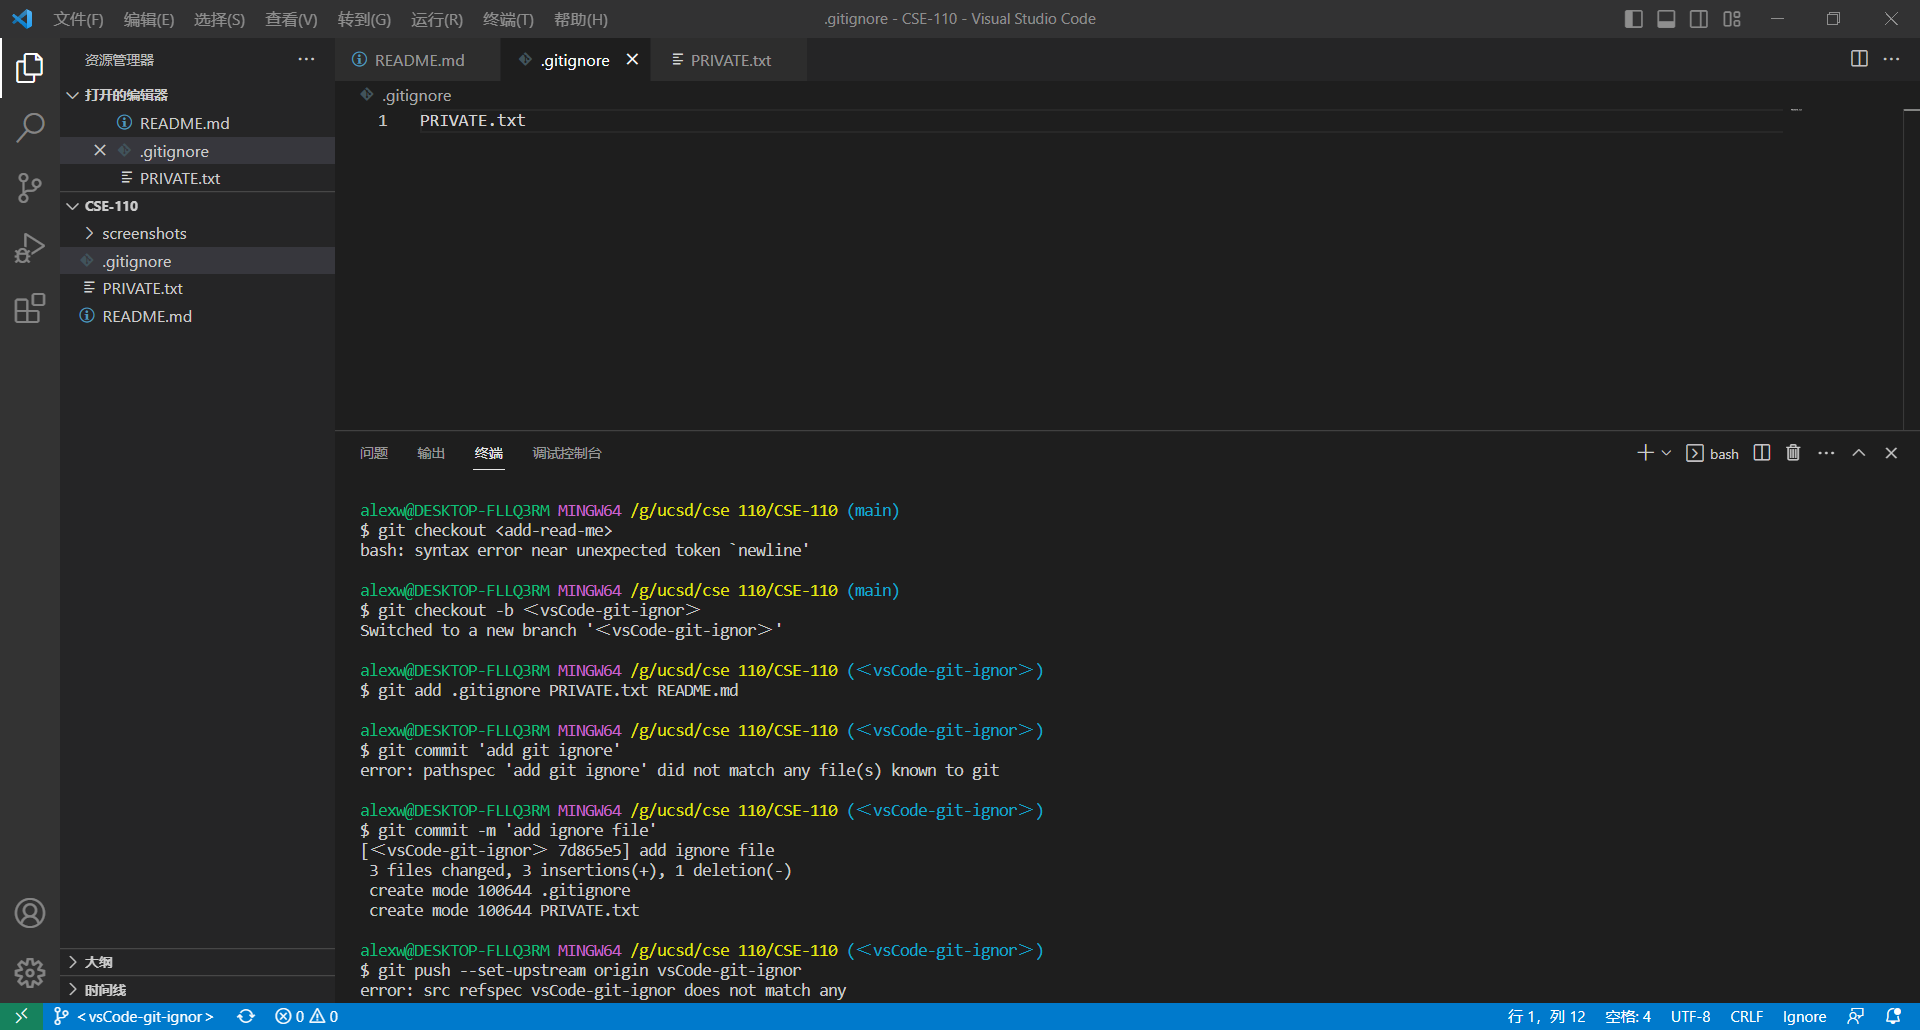 文件(F) 编辑(E) 选择(S) 查看(V) 转到(G) 运行(R) 终端(T) 帮助(H) .gitignore - CSE-110 - Visual Studio Code
资源管理器
打开的编辑器
README.md
.gitignore
PRIVATE.txt
CSE-110
screenshots
.gitignore
PRIVATE.txt
README.md
大纲
时间线
README.md .gitignore PRIVATE.txt
.gitignore
1 PRIVATE.txt
问题 输出 终端 调试控制台 bash
alexw@DESKTOP-FLLQ3RM MINGW64 /g/ucsd/cse 110/CSE-110 (main)
$ git checkout <add-read-me>
bash: syntax error near unexpected token `newline'
alexw@DESKTOP-FLLQ3RM MINGW64 /g/ucsd/cse 110/CSE-110 (main)
$ git checkout -b ＜vsCode-git-ignor＞
Switched to a new branch '＜vsCode-git-ignor＞'
alexw@DESKTOP-FLLQ3RM MINGW64 /g/ucsd/cse 110/CSE-110 (＜vsCode-git-ignor＞)
$ git add .gitignore PRIVATE.txt README.md
alexw@DESKTOP-FLLQ3RM MINGW64 /g/ucsd/cse 110/CSE-110 (＜vsCode-git-ignor＞)
$ git commit 'add git ignore'
error: pathspec 'add git ignore' did not match any file(s) known to git
alexw@DESKTOP-FLLQ3RM MINGW64 /g/ucsd/cse 110/CSE-110 (＜vsCode-git-ignor＞)
$ git commit -m 'add ignore file'
[＜vsCode-git-ignor＞ 7d865e5] add ignore file
3 files changed, 3 insertions(+), 1 deletion(-)
create mode 100644 .gitignore
create mode 100644 PRIVATE.txt
alexw@DESKTOP-FLLQ3RM MINGW64 /g/ucsd/cse 110/CSE-110 (＜vsCode-git-ignor＞)
$ git push --set-upstream origin vsCode-git-ignor
error: src refspec vsCode-git-ignor does not match any
＜vsCode-git-ignor＞ 0 0 行 1，列 12 空格: 4 UTF-8 CRLF Ignore